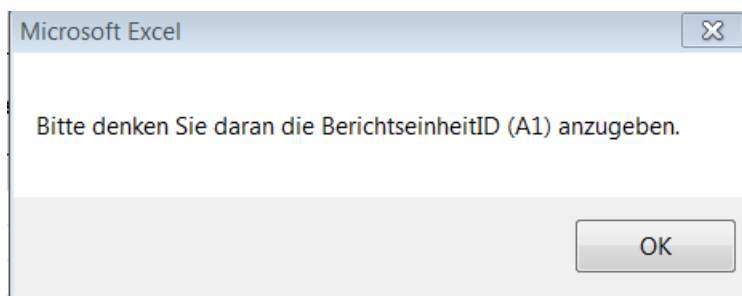 Microsoft Excel
Bitte denken Sie daran die BerichtseinheitID (A1) anzugeben.
OK